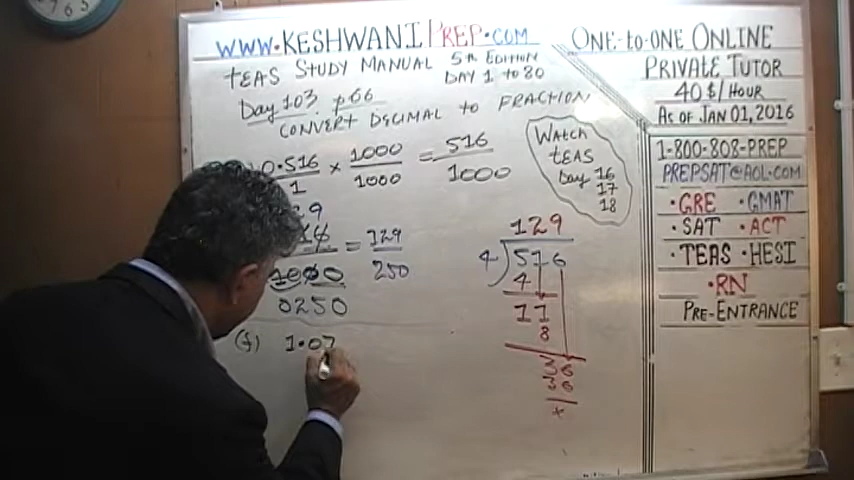 www.KESHWANIPREP.COM
TEAS STUDY MANUAL 5th EDITION
DAY 1 TO 80
Day 103. p66
CONVERT DECIMAL to FRACTION
0.516/1 × 1000/1000 = 516/1000
= 129/250
1000
0250
(f) 1.07
WATCH
TEAS
Day 16
17
18
129
4)516
4
11
8
36
36
×
ONE-to-ONE ONLINE
PRIVATE TUTOR
40$/HOUR
AS OF JAN 01, 2016
1-800-808-PREP
PREPSAT@AOL.COM
•GRE •GMAT
•SAT •ACT
•TEAS •HESI
•RN
PRE-ENTRANCE